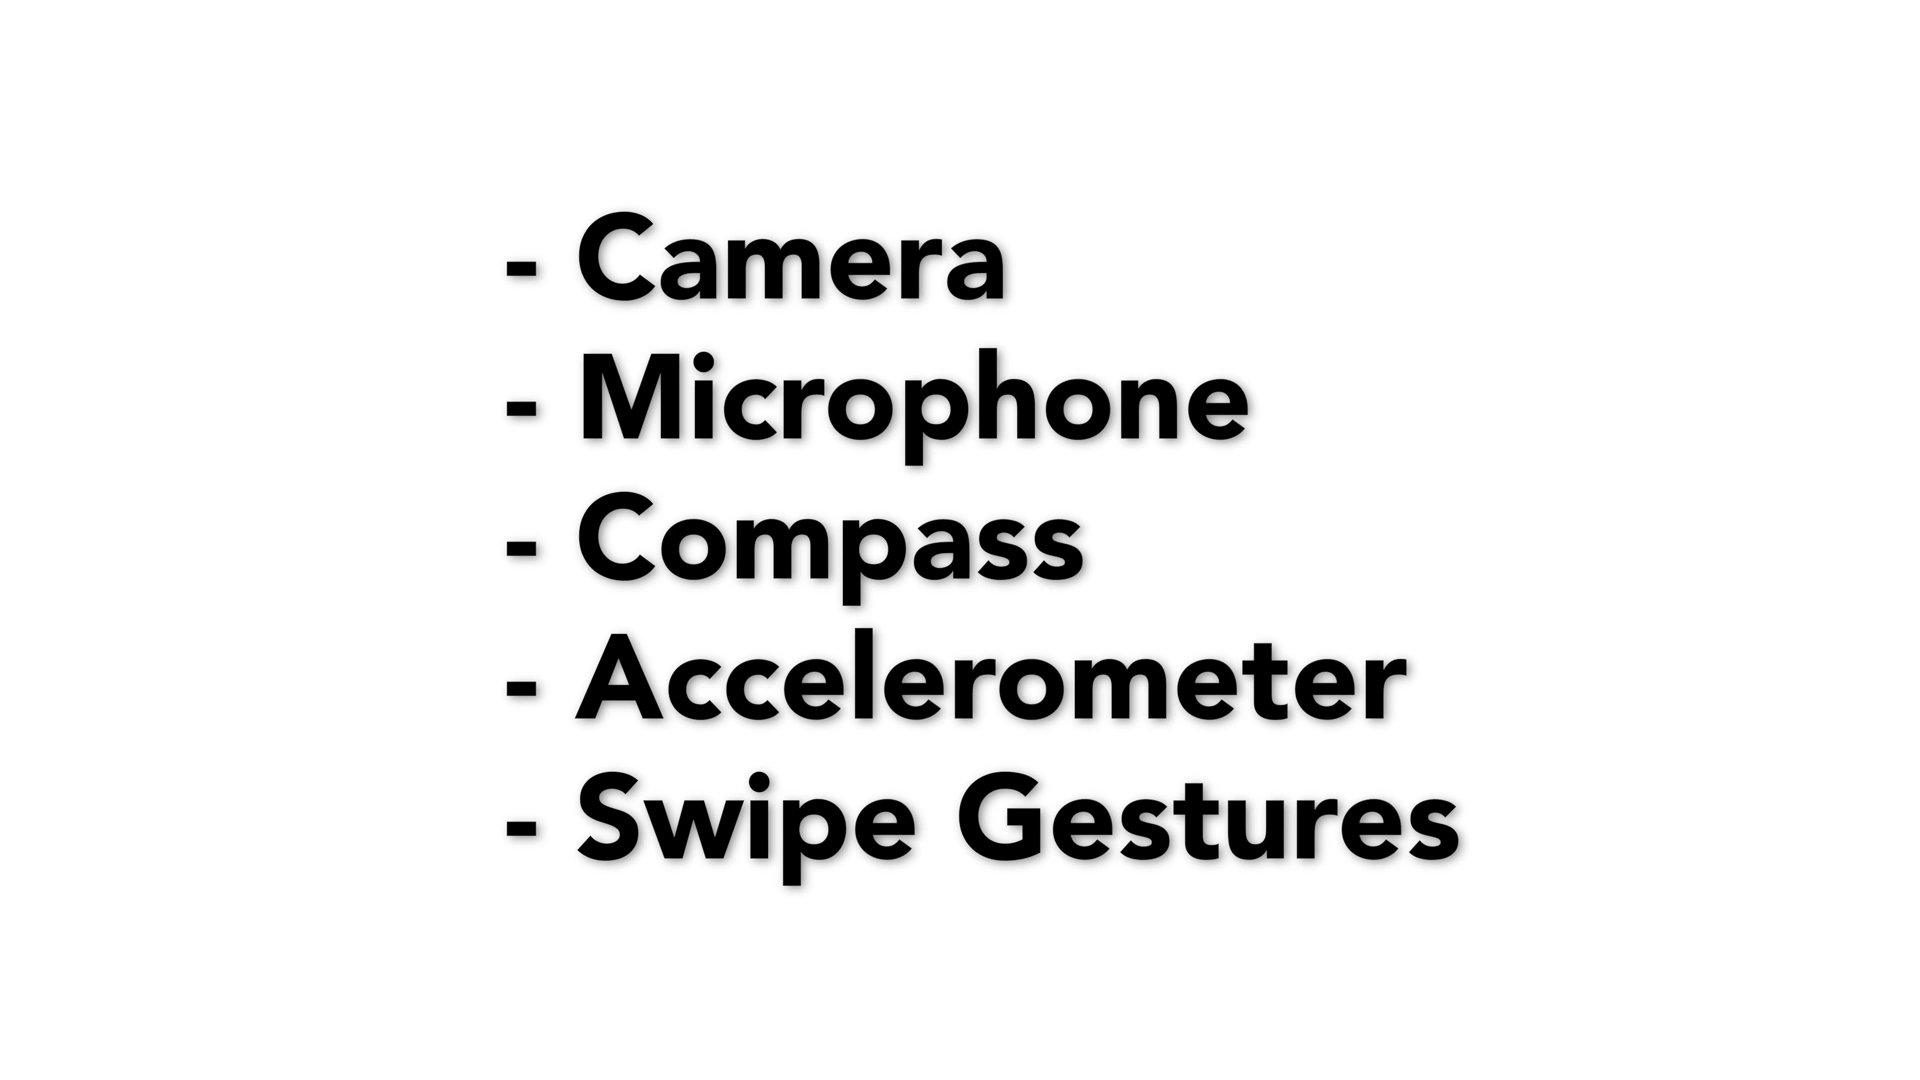 - Camera
- Microphone
- Compass
- Accelerometer
- Swipe Gestures